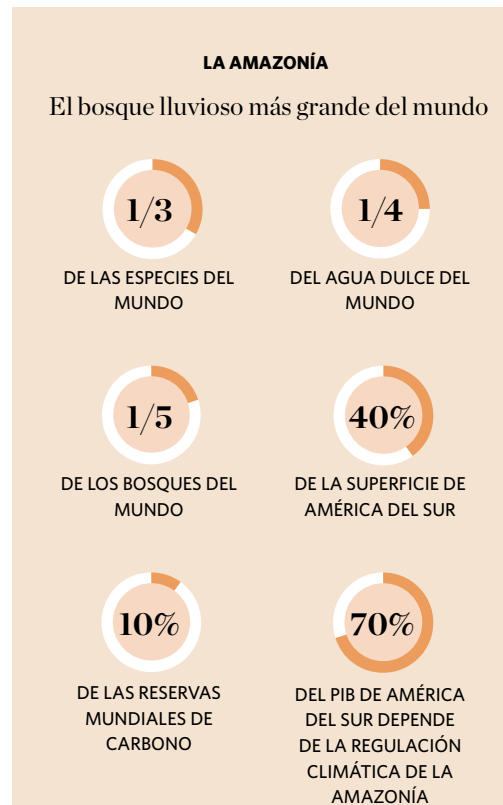 LA AMAZONÍA
El bosque lluvioso más grande del mundo
1/3
DE LAS ESPECIES DEL
MUNDO
1/4
DEL AGUA DULCE DEL
MUNDO
1/5
DE LOS BOSQUES DEL
MUNDO
40%
DE LA SUPERFICIE DE
AMÉRICA DEL SUR
10%
DE LAS RESERVAS
MUNDIALES DE
CARBONO
70%
DEL PIB DE AMÉRICA
DEL SUR DEPENDE
DE LA REGULACIÓN
CLIMÁTICA DE LA
AMAZONÍA